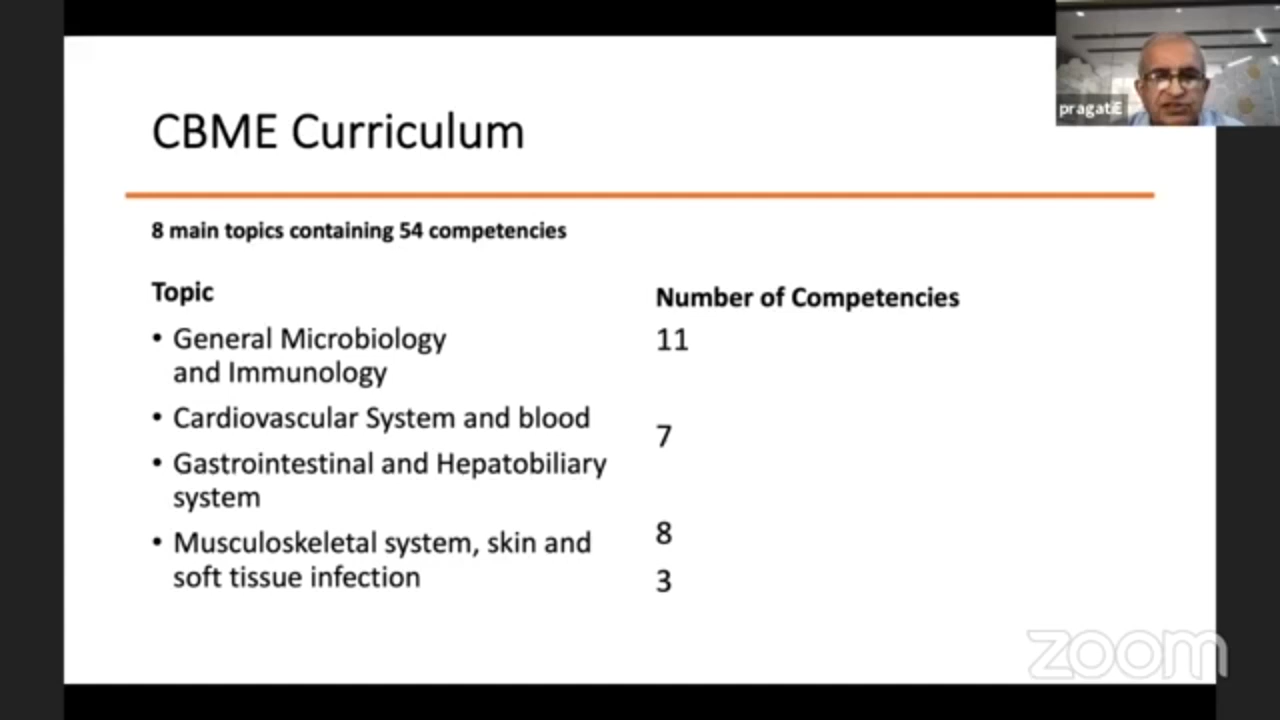 CBME Curriculum
pragatE
8 main topics containing 54 competencies
Topic
Number of Competencies
• General Microbiology
and Immunology
11
• Cardiovascular System and blood
7
• Gastrointestinal and Hepatobiliary
system
8
• Musculoskeletal system, skin and
soft tissue infection
3
zoom